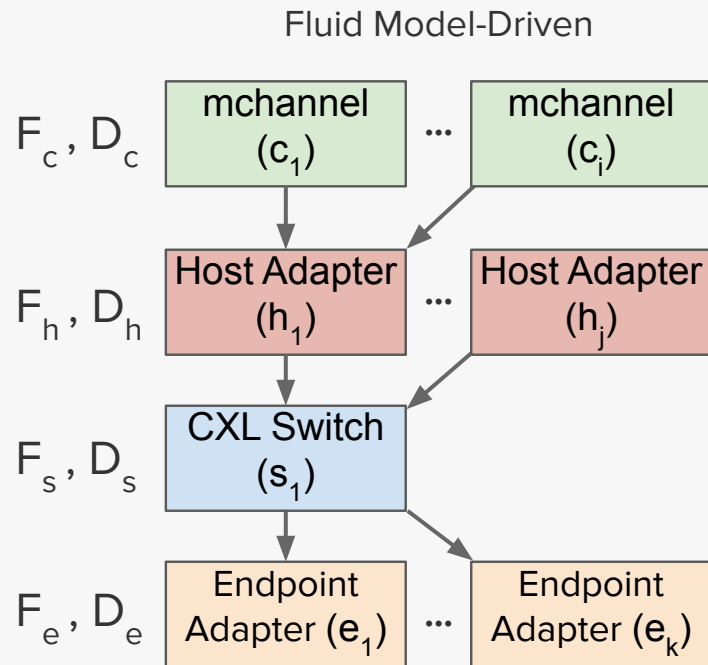 Fluid Model-Driven
F_c , D_c
mchannel
(c_1)
...
mchannel
(c_i)
F_h , D_h
Host Adapter
(h_1)
...
Host Adapter
(h_j)
F_s , D_s
CXL Switch
(s_1)
F_e , D_e
Endpoint
Adapter (e_1)
...
Endpoint
Adapter (e_k)